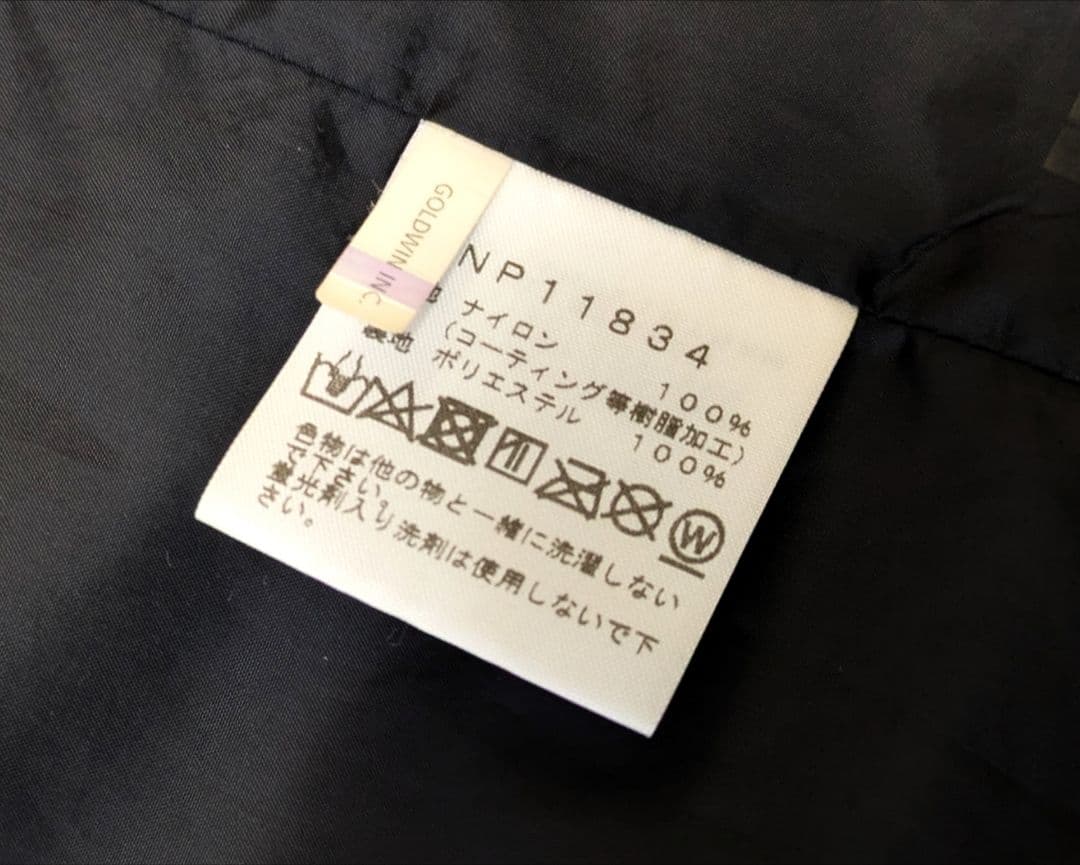 GOLDWIN INC.
NP11834
ナイロン 100%
(コーティング等樹脂加工)
裏地 ポリエステル 100%
W
色物は他の物と一緒に洗濯しない
で下さい。
蛍光剤入り洗剤は使用しないで下
さい。